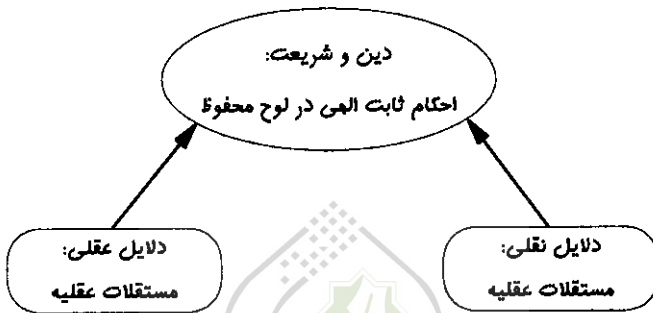 دین و شریعت:
احکام ثابت الهی در لوح محفوظ
دلایل نقلی:
مستقلات عقلیه
دلایل عقلی:
مستقلات عقلیه